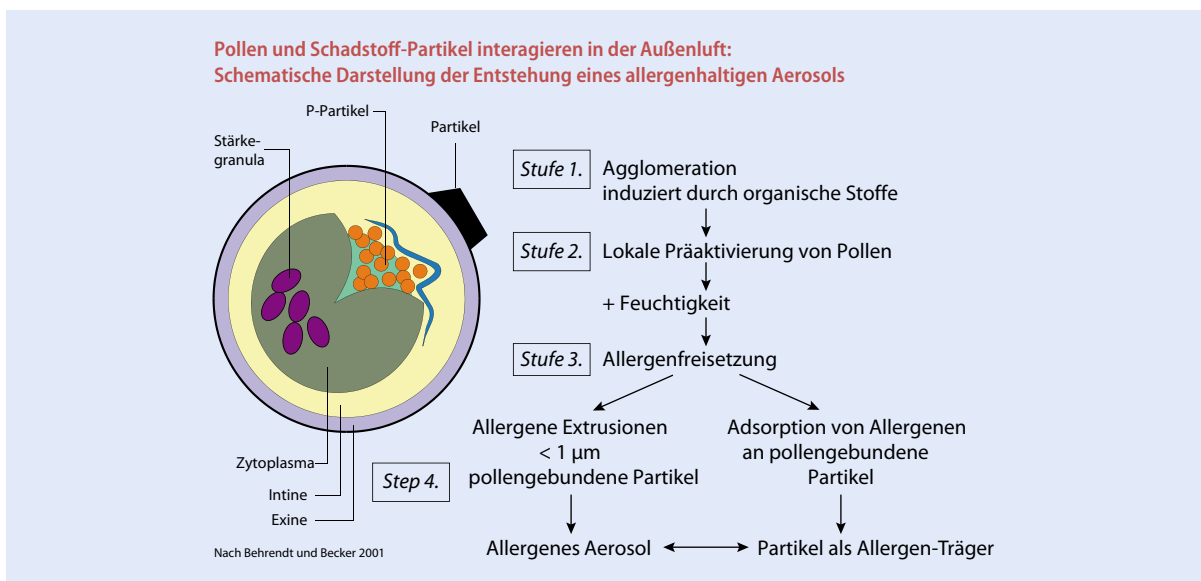 Pollen und Schadstoff-Partikel interagieren in der Außenluft:
Schematische Darstellung der Entstehung eines allergenhaltigen Aerosols
P-Partikel
Partikel
Stärke-
granula
Zytoplasma
Intine
Exine
Nach Behrendt und Becker 2001
Stufe 1.
Agglomeration
induziert durch organische Stoffe
Stufe 2.
Lokale Präaktivierung von Pollen
+ Feuchtigkeit
Stufe 3.
Allergenfreisetzung
Step 4.
Allergene Extrusionen
< 1 µm
pollengebundene Partikel
Adsorption von Allergenen
an pollengebundene
Partikel
Allergenes Aerosol
Partikel als Allergen-Träger